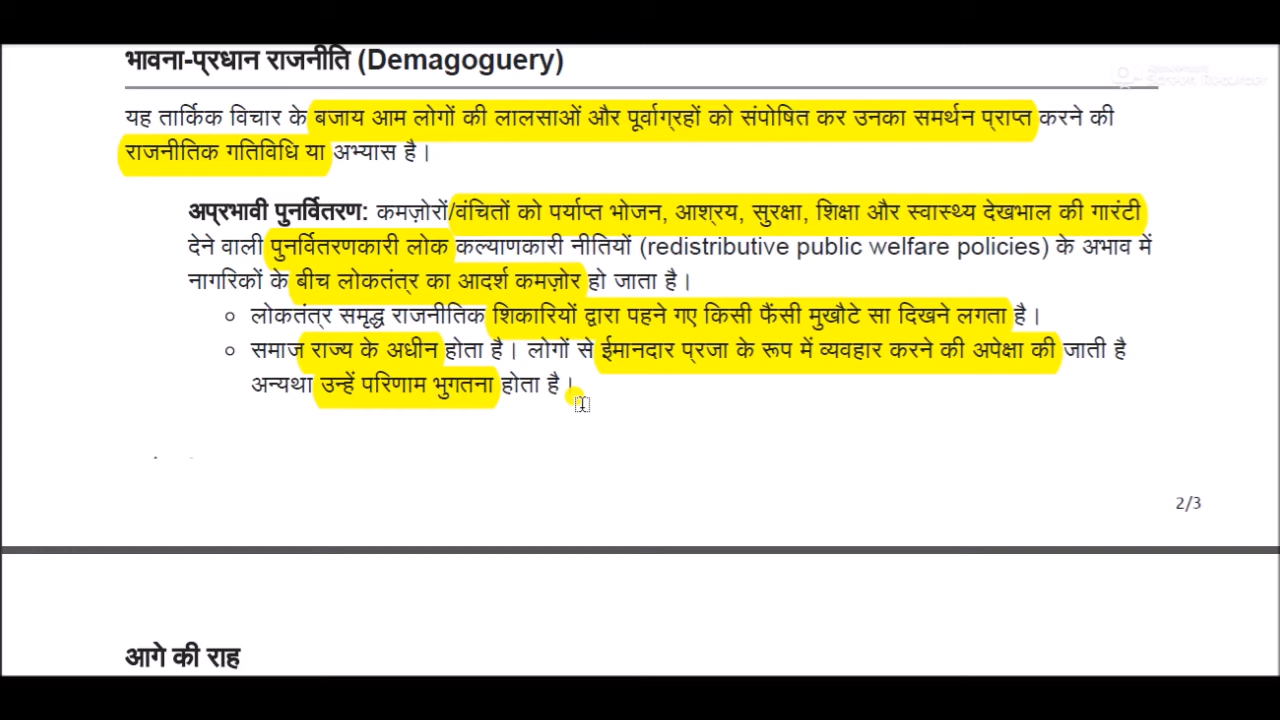 भावना-प्रधान राजनीति (Demagoguery)
यह तार्किक विचार के बजाय आम लोगों की लालसाओं और पूर्वाग्रहों को संपोषित कर उनका समर्थन प्राप्त करने की
राजनीतिक गतिविधि या अभ्यास है।
अप्रभावी पुनर्वितरण: कमज़ोरों/वंचितों को पर्याप्त भोजन, आश्रय, सुरक्षा, शिक्षा और स्वास्थ्य देखभाल की गारंटी
देने वाली पुनर्वितरणकारी लोक कल्याणकारी नीतियों (redistributive public welfare policies) के अभाव में
नागरिकों के बीच लोकतंत्र का आदर्श कमज़ोर हो जाता है।
○ लोकतंत्र समृद्ध राजनीतिक शिकारियों द्वारा पहने गए किसी फैंसी मुखौटे सा दिखने लगता है।
○ समाज राज्य के अधीन होता है। लोगों से ईमानदार प्रजा के रूप में व्यवहार करने की अपेक्षा की जाती है
अन्यथा उन्हें परिणाम भुगतना होता है।
2/3
आगे की राह